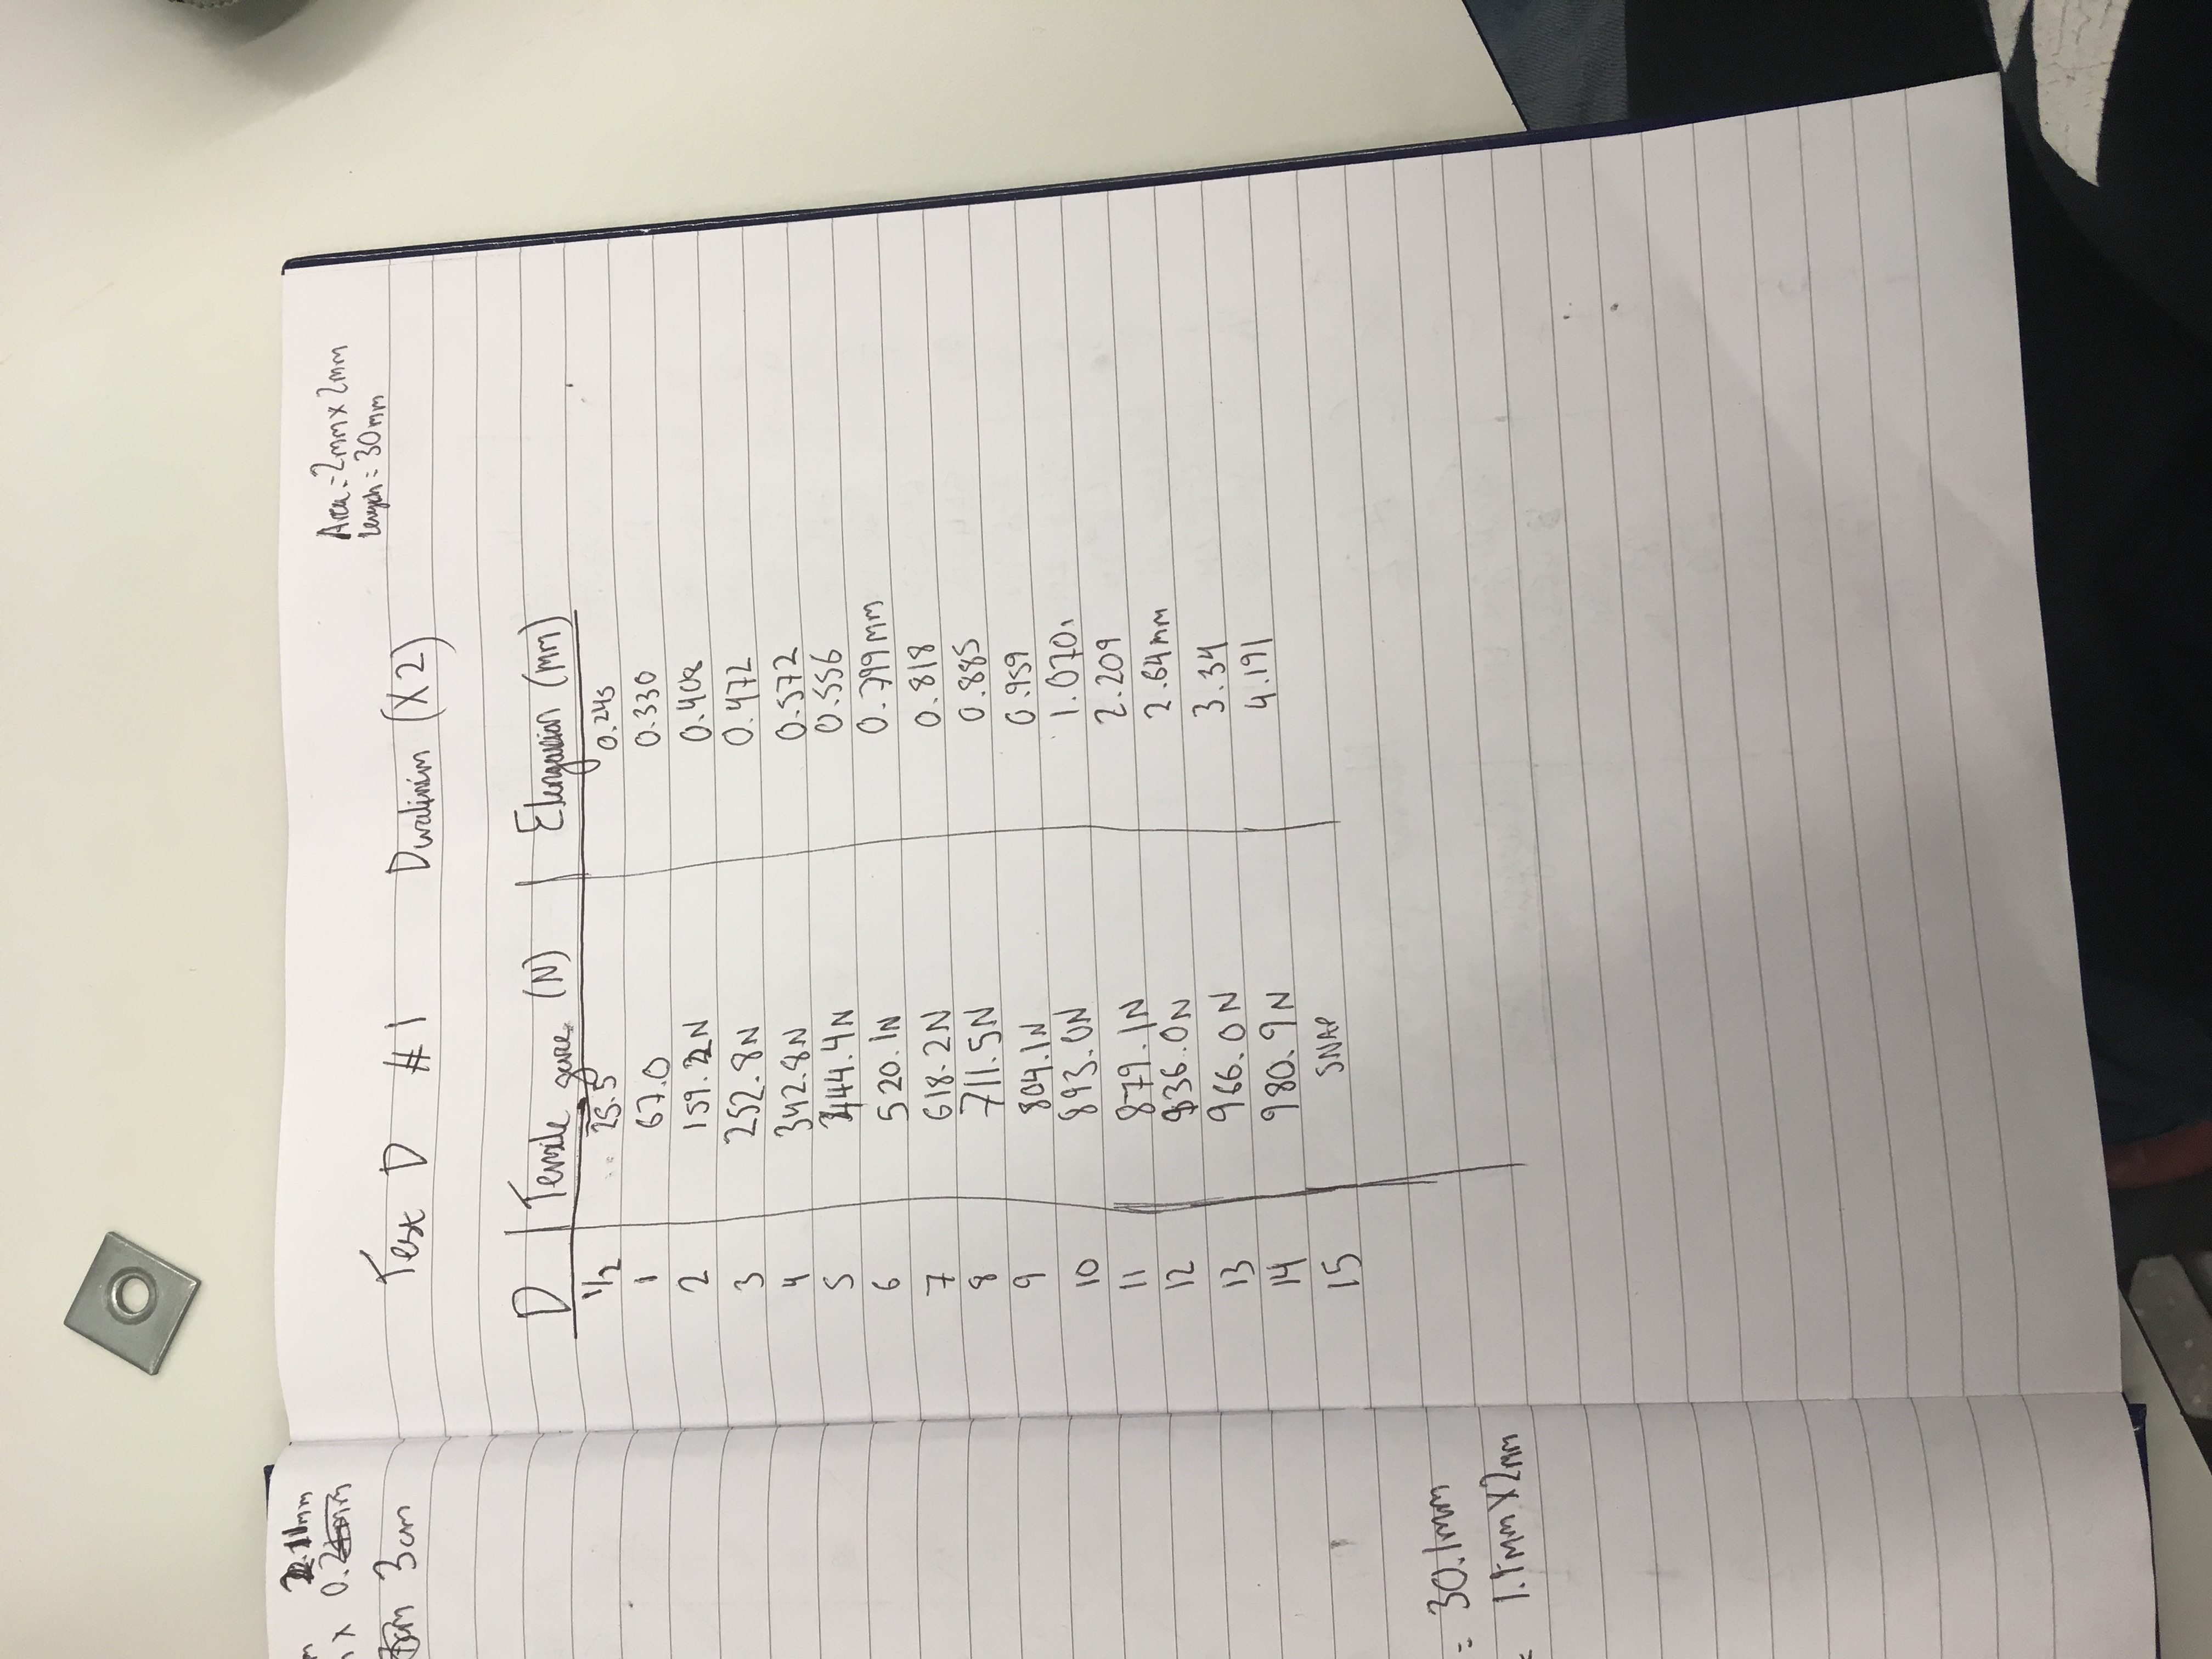 2.11mm
x 0.2
3cm
= 30.1mm
1.1mm X 2mm
Area = 2mm x 2mm
length = 30mm
Test D #1 Duralinim (X2)
D Tensile force (N) Elongation (mm)
1/2 25.5 0.245
1 67.0 0.330
2 159.2N 0.408
3 252.8N 0.472
4 342.8N 0.572
5 444.4N 0.556
6 520.1N 0.799mm
7 618.2N 0.818
8 711.5N 0.885
9 804.1N 0.959
10 893.0N 1.070
11 879.1N 2.209
12 936.0N 2.64mm
13 966.0N 3.34
14 980.9N 4.191
15 SNAP